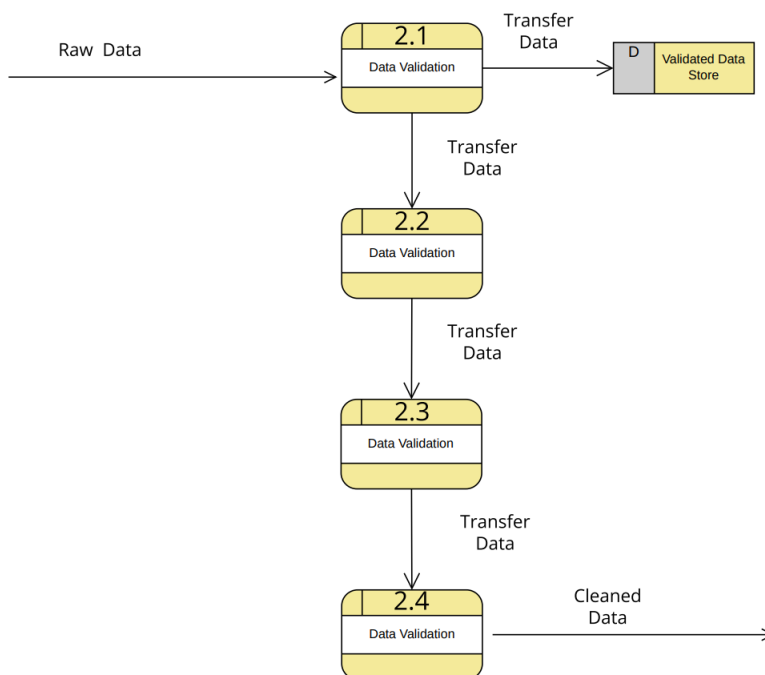 Raw Data
2.1
Data Validation
Transfer
Data
D
Validated Data
Store
Transfer
Data
2.2
Data Validation
Transfer
Data
2.3
Data Validation
Transfer
Data
2.4
Data Validation
Cleaned
Data